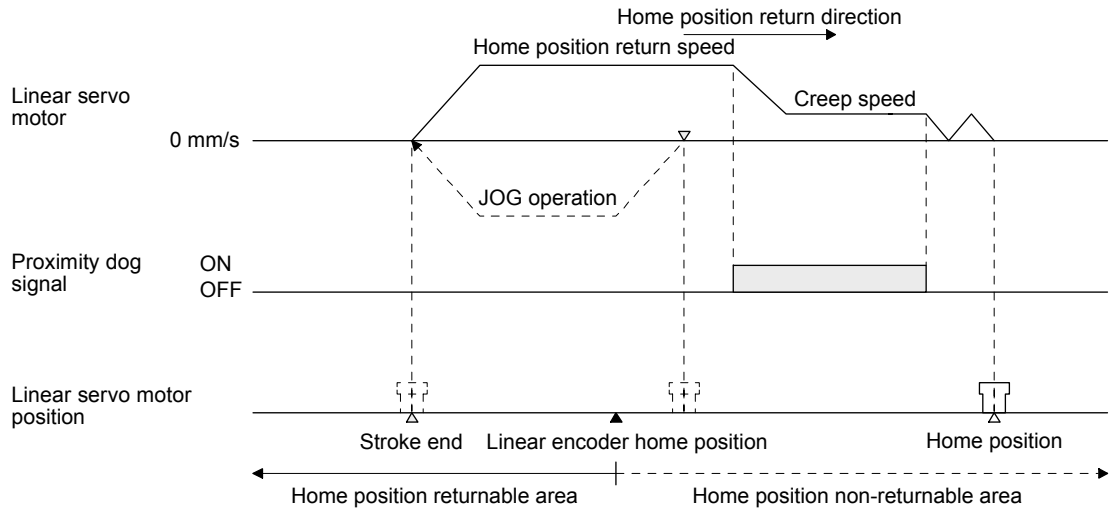 Home position return direction
Home position return speed
Linear servo
motor
Creep speed
0 mm/s
JOG operation
Proximity dog
signal
ON
OFF
Linear servo motor
position
Stroke end
Linear encoder home position
Home position
Home position returnable area
Home position non-returnable area